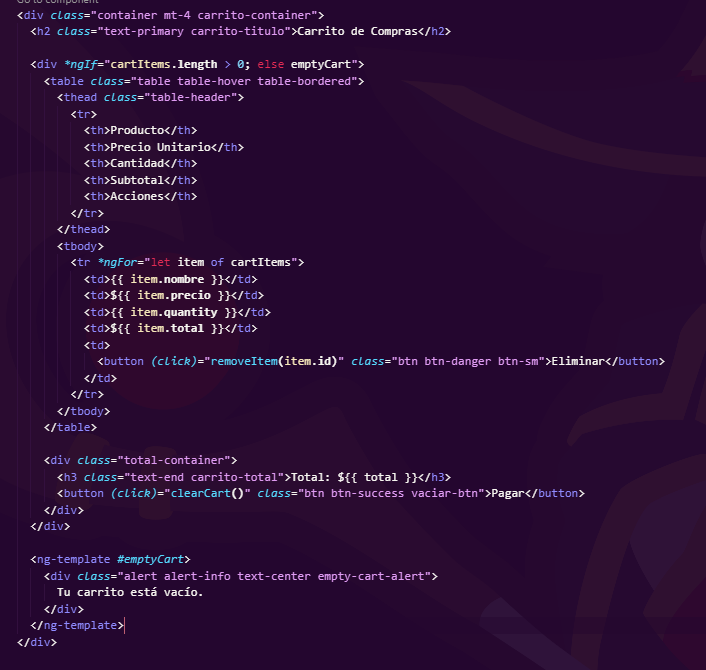 Go to component
<div class="container mt-4 carrito-container">
<h2 class="text-primary carrito-titulo">Carrito de Compras</h2>
<div *ngIf="cartItems.length > 0; else emptyCart">
<table class="table table-hover table-bordered">
<thead class="table-header">
<tr>
<th>Producto</th>
<th>Precio Unitario</th>
<th>Cantidad</th>
<th>Subtotal</th>
<th>Acciones</th>
</tr>
</thead>
<tbody>
<tr *ngFor="let item of cartItems">
<td>{{ item.nombre }}</td>
<td>${{ item.precio }}</td>
<td>{{ item.quantity }}</td>
<td>${{ item.total }}</td>
<td>
<button (click)="removeItem(item.id)" class="btn btn-danger btn-sm">Eliminar</button>
</td>
</tr>
</tbody>
</table>
<div class="total-container">
<h3 class="text-end carrito-total">Total: ${{ total }}</h3>
<button (click)="clearCart()" class="btn btn-success vaciar-btn">Pagar</button>
</div>
</div>
<ng-template #emptyCart>
<div class="alert alert-info text-center empty-cart-alert">
Tu carrito está vacío.
</div>
</ng-template>
</div>